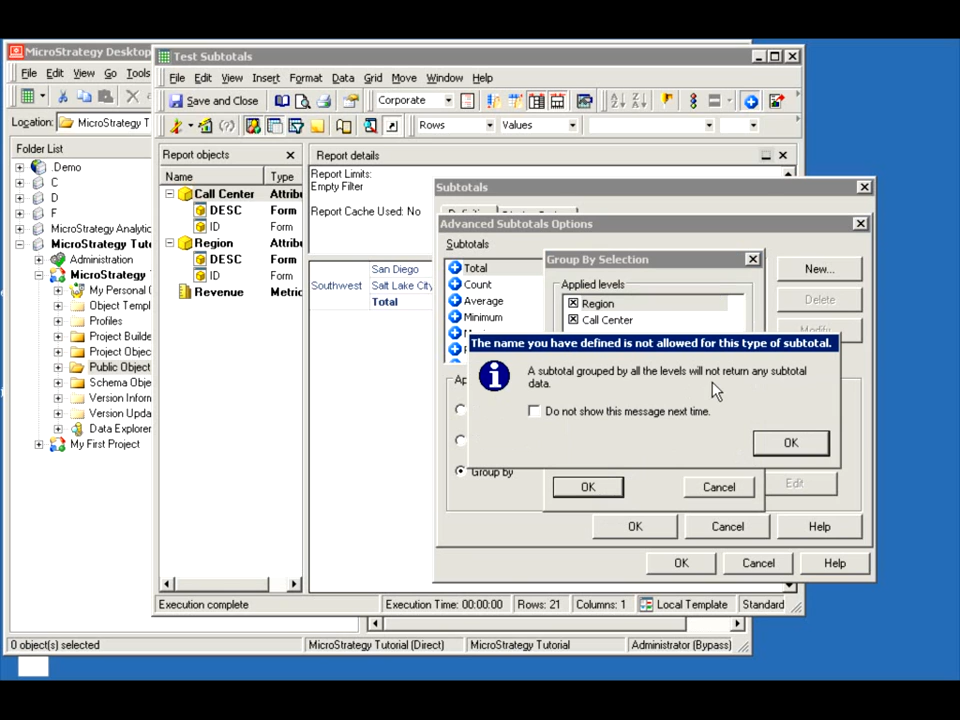 MicroStrategy Desktop
File Edit View Go Tools
Location: MicroStrategy T
Folder List
.Demo
C
D
F
MicroStrategy Analytic
MicroStrategy Tuto
Administration
MicroStrategy
My Personal
Object Templ
Profiles
Project Builde
Project Objec
Public Object
Schema Obje
Version Inforn
Version Upda
Data Explorer
My First Project
0 object(s) selected
MicroStrategy Tutorial (Direct)
MicroStrategy Tutorial
Administrator (Bypass)
Test Subtotals
File Edit View Insert Format Data Grid Move Window Help
Save and Close
Corporate
Rows
Values
Report objects
Name Type
Call Center Attribu
DESC Form
ID Form
Region Attribu
DESC Form
ID Form
Revenue Metric
Report details
Report Limits:
Empty Filter
Report Cache Used: No
San Diego
Southwest Salt Lake City
Total
Execution complete
Execution Time: 00:00:00
Rows: 21
Columns: 1
Local Template
Standard
Subtotals
Advanced Subtotals Options
Subtotals
Total
Count
Average
Minimum
New...
Delete
Modify
Ap
Group by
Edit
OK Cancel Help
OK Cancel Help
Group By Selection
Applied levels
Region
Call Center
OK Cancel
The name you have defined is not allowed for this type of subtotal.
A subtotal grouped by all the levels will not return any subtotal
data.
Do not show this message next time.
OK